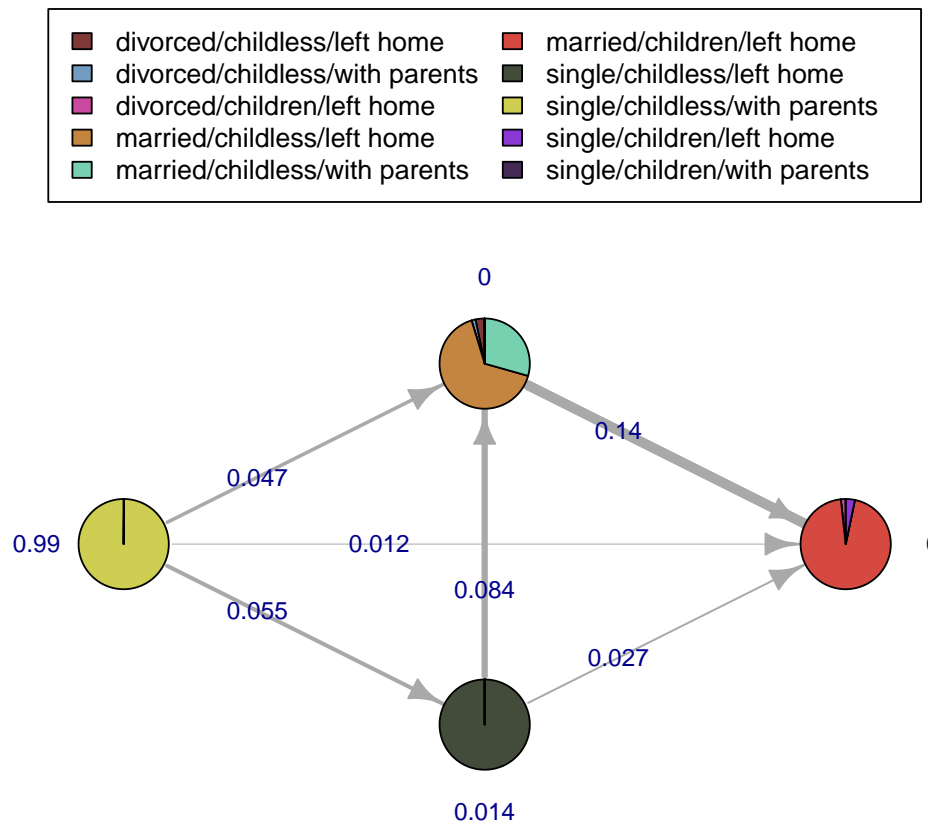 divorced/childless/left home
divorced/childless/with parents
divorced/children/left home
married/childless/left home
married/childless/with parents
married/children/left home
single/childless/left home
single/childless/with parents
single/children/left home
single/children/with parents
0
0.14
0.047
0.99
0.012
0.084
0.055
0.027
0.014